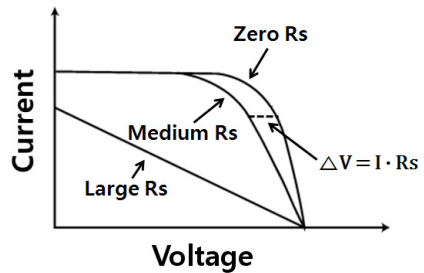 Zero Rs
Current
Medium Rs
△V = I · Rs
Large Rs
Voltage